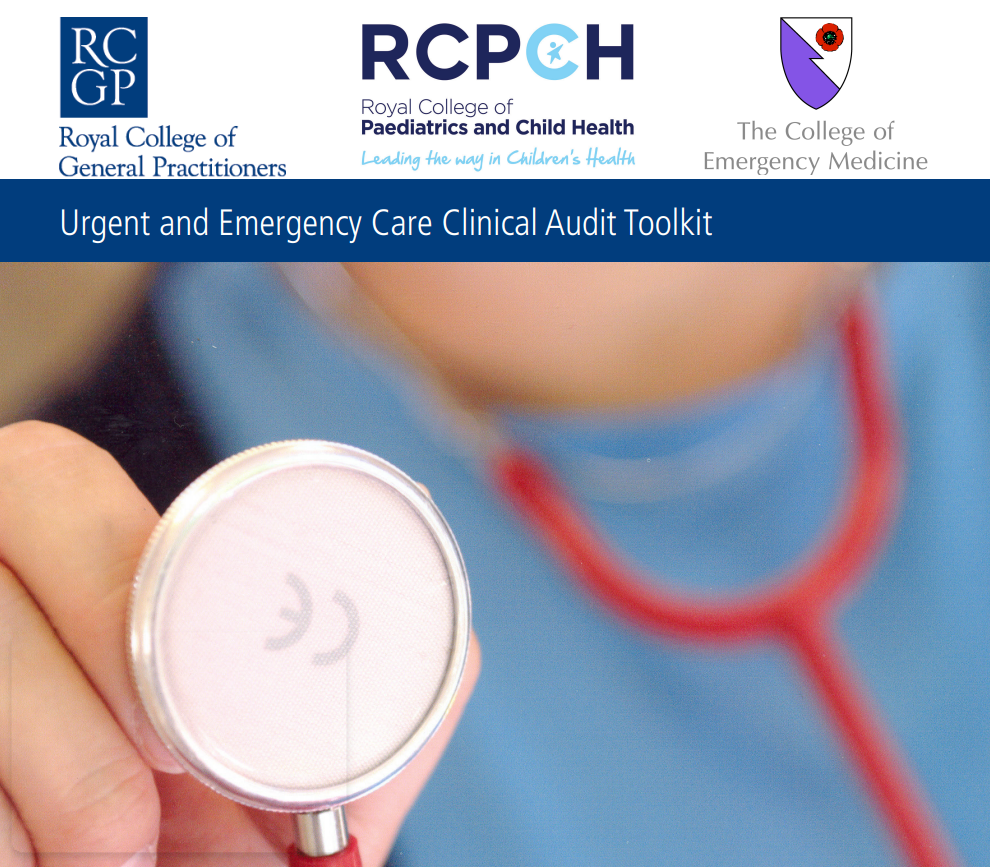 RC
GP
Royal College of
General Practitioners
RCPCH
Royal College of
Paediatrics and Child Health
Leading the way in Children's Health
The College of
Emergency Medicine
Urgent and Emergency Care Clinical Audit Toolkit
CE